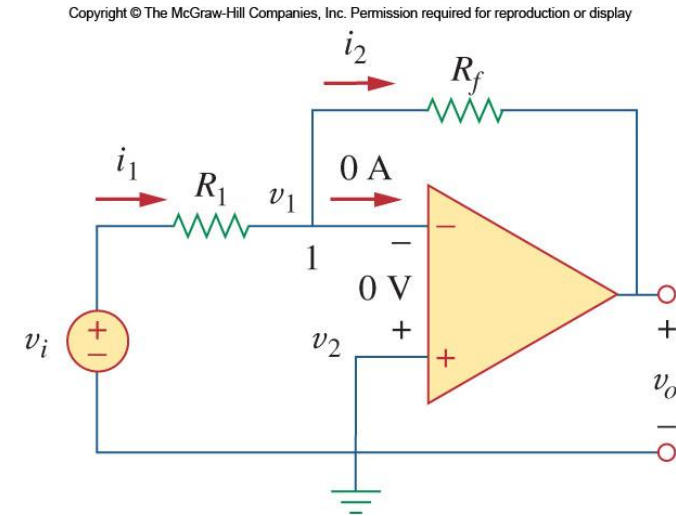 Copyright © The McGraw-Hill Companies, Inc. Permission required for reproduction or display
i₂
R_f
i₁
R₁
v₁
0 A
−
1
−
0 V
v₂
+
+
vᵢ
+
−
+
vₒ
−